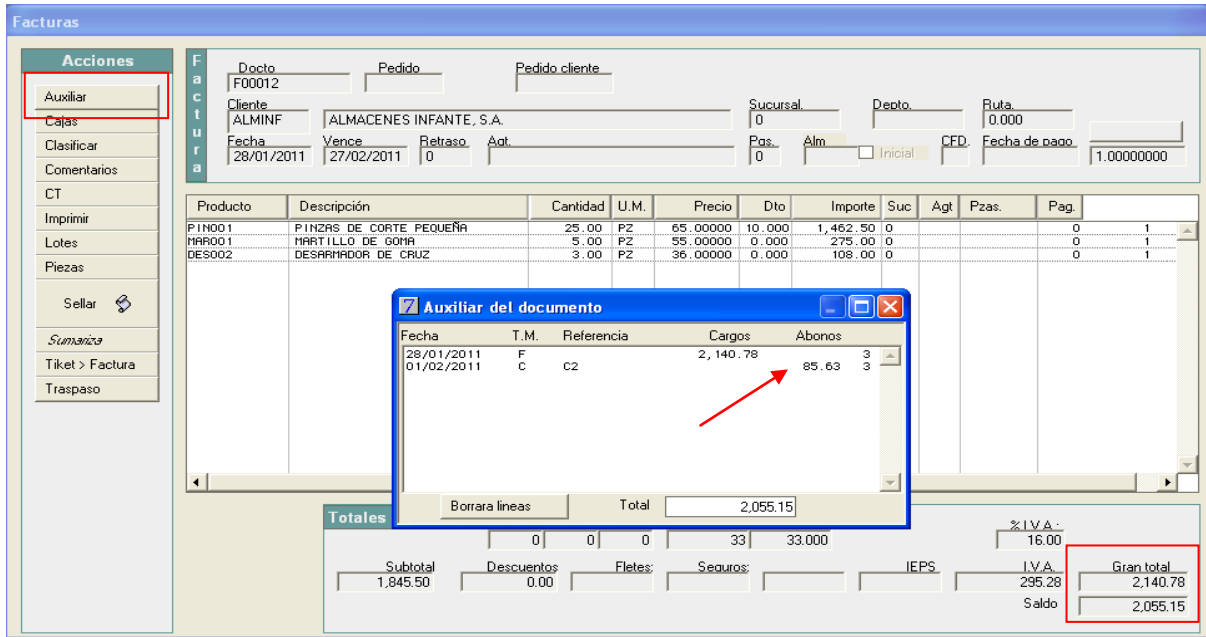 Facturas
Acciones
Auxiliar
Cajas
Clasificar
Comentarios
CT
Imprimir
Lotes
Piezas
Sellar
Sumariza
Tiket > Factura
Traspaso
Factura
Docto Pedido Pedido cliente
F00012
Cliente Sucursal. Depto. Ruta.
ALMINF ALMACENES INFANTE, S.A. 0 0.000
Fecha Vence Retraso Agt. Pgs. Alm Inicial CFD. Fecha de pago
28/01/2011 27/02/2011 0 0 1.00000000
Producto Descripción Cantidad U.M. Precio Dto Importe Suc Agt Pzas. Pag.
PIN001 PINZAS DE CORTE PEQUEÑA 25.00 PZ 65.00000 10.000 1,462.50 0 0 1
MAR001 MARTILLO DE GOMA 5.00 PZ 55.00000 0.000 275.00 0 0 1
DES002 DESARMADOR DE CRUZ 3.00 PZ 36.00000 0.000 108.00 0 0 1
7 Auxiliar del documento
Fecha T.M. Referencia Cargos Abonos
28/01/2011 F 2,140.78 3
01/02/2011 C C2 85.63 3
Borrara lineas Total 2,055.15
Totales
% I.V.A.:
0 0 0 33 33.000 16.00
Subtotal Descuentos Fletes: Seguros: IEPS I.V.A. Gran total
1,845.50 0.00 295.28 2,140.78
Saldo 2,055.15